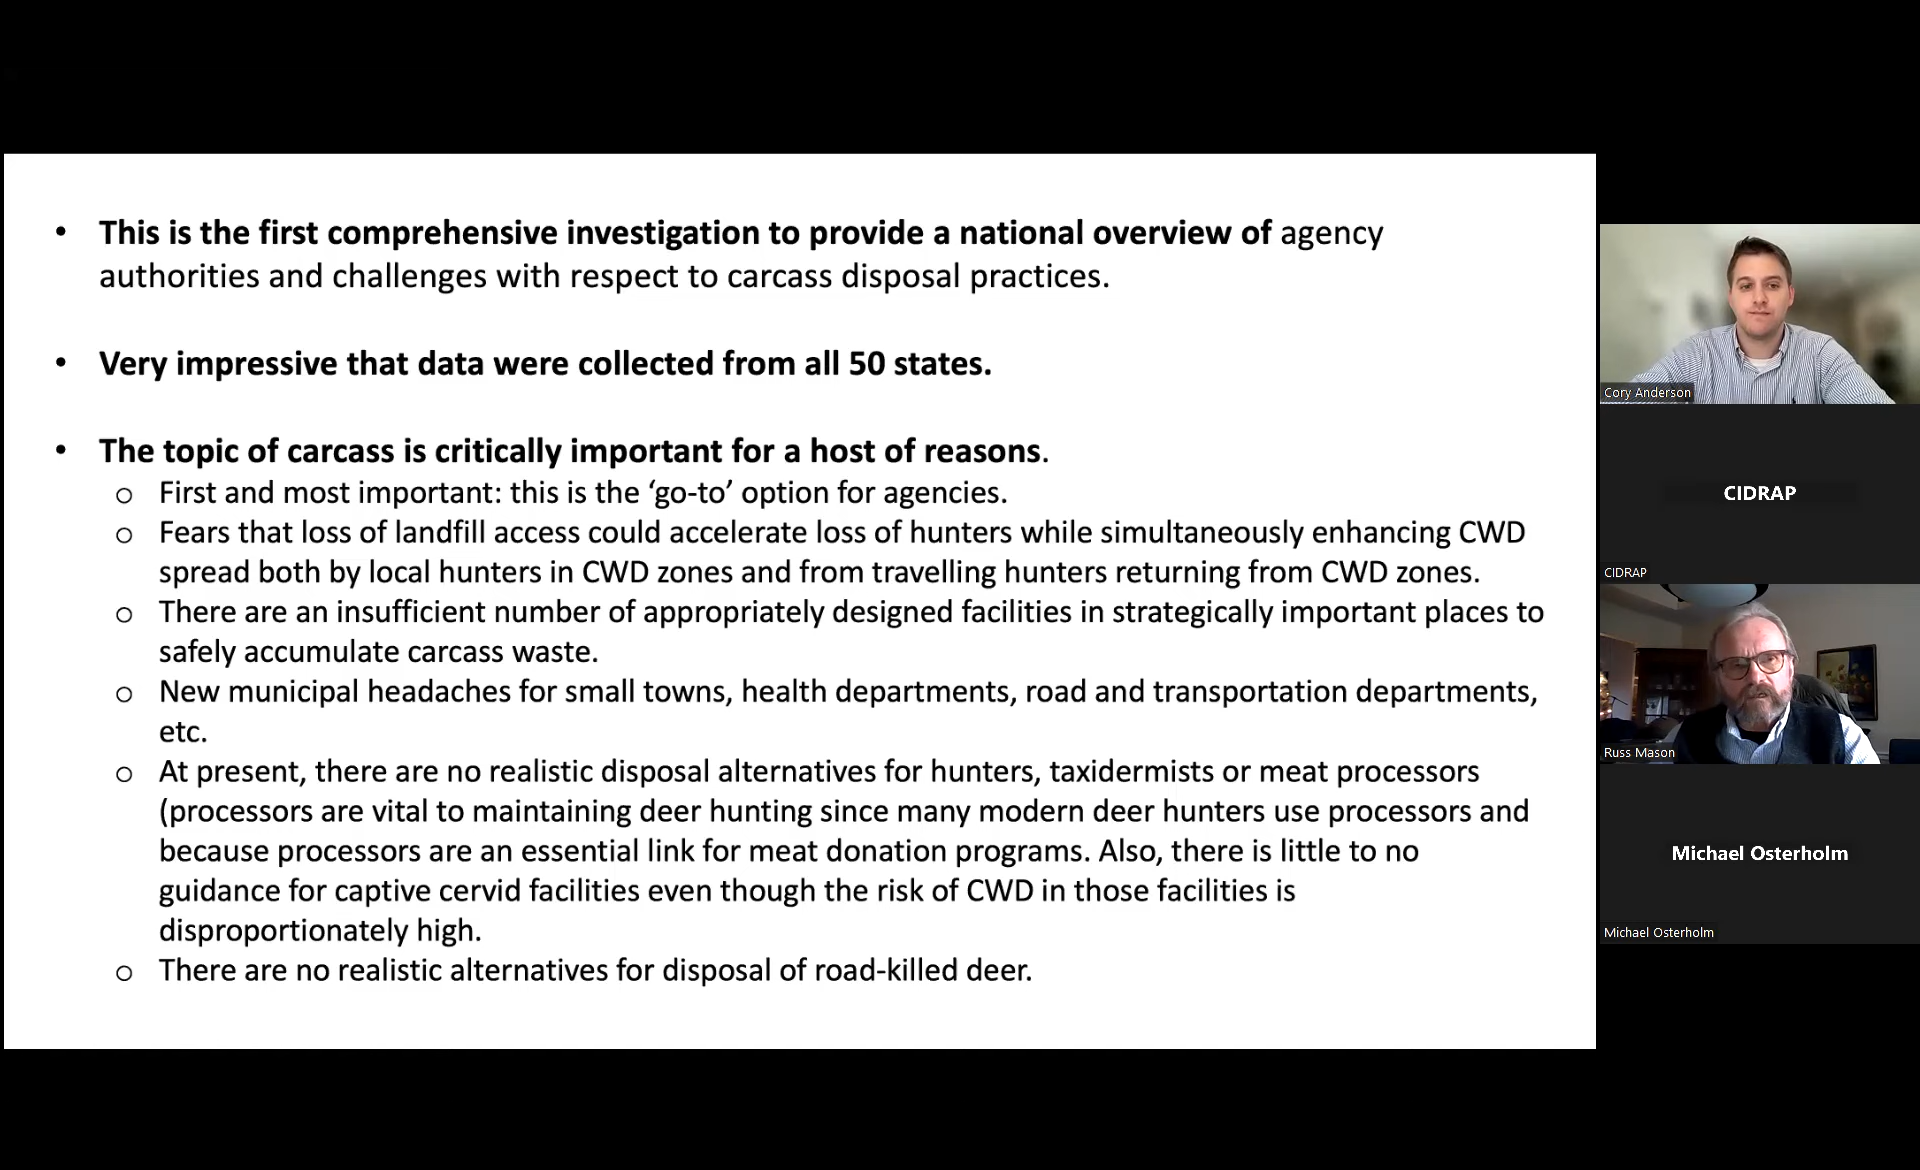 • This is the first comprehensive investigation to provide a national overview of agency
authorities and challenges with respect to carcass disposal practices.
• Very impressive that data were collected from all 50 states.
• The topic of carcass is critically important for a host of reasons.
o First and most important: this is the ‘go-to’ option for agencies.
o Fears that loss of landfill access could accelerate loss of hunters while simultaneously enhancing CWD
spread both by local hunters in CWD zones and from travelling hunters returning from CWD zones.
o There are an insufficient number of appropriately designed facilities in strategically important places to
safely accumulate carcass waste.
o New municipal headaches for small towns, health departments, road and transportation departments,
etc.
o At present, there are no realistic disposal alternatives for hunters, taxidermists or meat processors
(processors are vital to maintaining deer hunting since many modern deer hunters use processors and
because processors are an essential link for meat donation programs. Also, there is little to no
guidance for captive cervid facilities even though the risk of CWD in those facilities is
disproportionately high.
o There are no realistic alternatives for disposal of road-killed deer.
Cory Anderson
CIDRAP
CIDRAP
Russ Mason
Michael Osterholm
Michael Osterholm